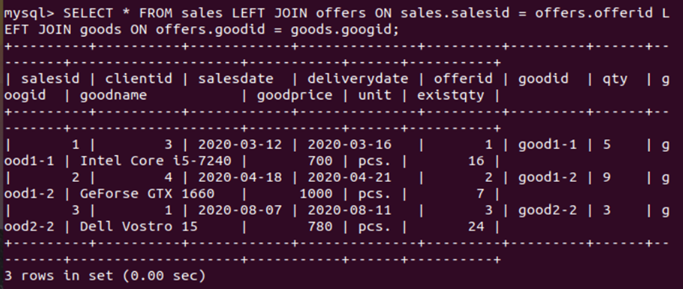 mysql> SELECT * FROM sales LEFT JOIN offers ON sales.salesid = offers.offerid L
EFT JOIN goods ON offers.goodid = goods.googid;
+---------+----------+------------+--------------+---------+---------+------+--
-------+-----------------+-----------+------+----------+
| salesid | clientid | salesdate  | deliverydate | offerid | goodid  | qty  | g
oogid  | goodname             | goodprice | unit | existqty |
+---------+----------+------------+--------------+---------+---------+------+--
-------+-----------------+-----------+------+----------+
|       1 |        3 | 2020-03-12 | 2020-03-16   |       1 | good1-1 | 5    | g
ood1-1 | Intel Core i5-7240 |       700 | pcs. |       16 |
|       2 |        4 | 2020-04-18 | 2020-04-21   |       2 | good1-2 | 9    | g
ood1-2 | GeForse GTX 1660   |      1000 | pcs. |        7 |
|       3 |        1 | 2020-08-07 | 2020-08-11   |       3 | good2-2 | 3    | g
ood2-2 | Dell Vostro 15     |       780 | pcs. |       24 |
+---------+----------+------------+--------------+---------+---------+------+--
-------+-----------------+-----------+------+----------+
3 rows in set (0.00 sec)